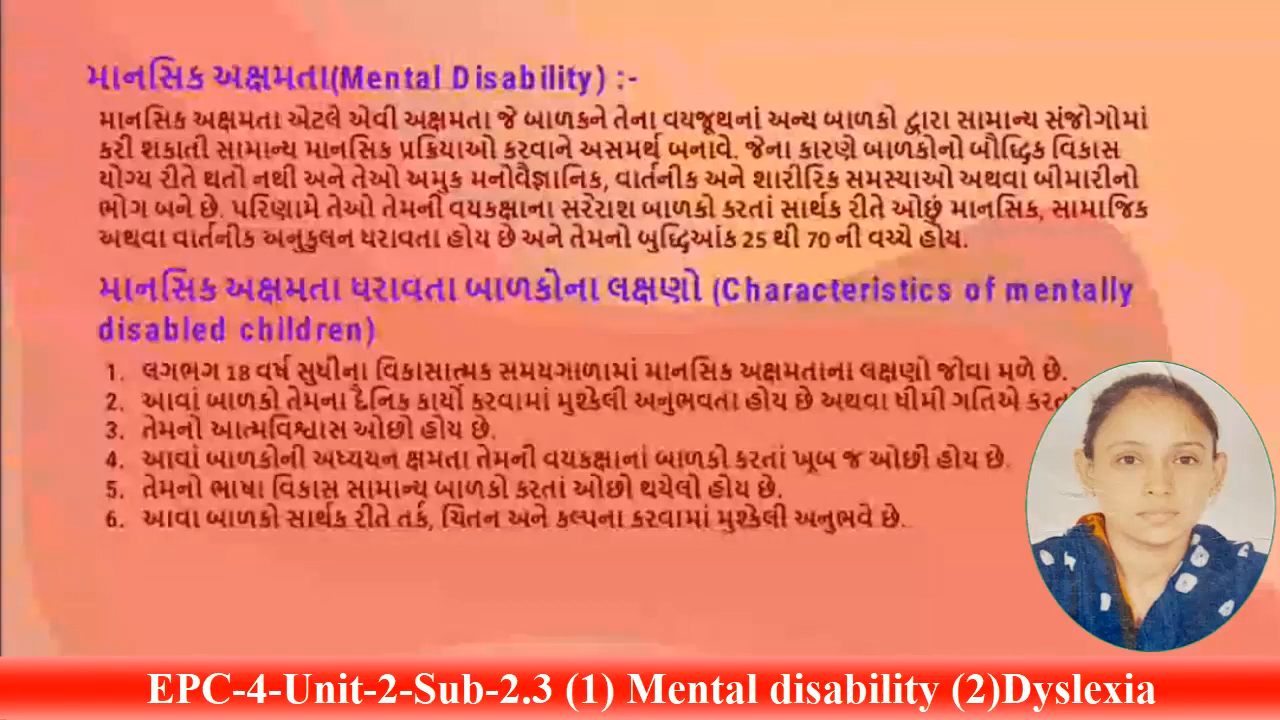 માનસિક અક્ષમતા(Mental Disability) :-
માનસિક અક્ષમતા એટલે એવી અક્ષમતા જે બાળકને તેના વયજૂથનાં અન્ય બાળકો દ્વારા સામાન્ય સંજોગોમાં
કરી શકાતી સામાન્ય માનસિક પ્રક્રિયાઓ કરવાને અસમર્થ બનાવે. જેના કારણે બાળકોનો બૌદ્ધિક વિકાસ
યોગ્ય રીતે થતો નથી અને તેઓ અમુક મનોવૈજ્ઞાનિક, વાર્તનીક અને શારીરિક સમસ્યાઓ અથવા બીમારીનો
ભોગ બને છે. પરિણામે તેઓ તેમની વયકક્ષાના સરેરાશ બાળકો કરતાં સાર્થક રીતે ઓછું માનસિક, સામાજિક
અથવા વાર્તનીક અનુકુલન ધરાવતા હોય છે અને તેમનો બુદ્ધિઆંક 25 થી 70 ની વચ્ચે હોય.
માનસિક અક્ષમતા ધરાવતા બાળકોના લક્ષણો (Characteristics of mentally
disabled children)
1. લગભગ 18 વર્ષ સુધીના વિકાસાત્મક સમયગાળામાં માનસિક અક્ષમતાના લક્ષણો જોવા મળે છે.
2. આવાં બાળકો તેમના દૈનિક કાર્યો કરવામાં મુશ્કેલી અનુભવતા હોય છે અથવા ધીમી ગતિએ
3. તેમનો આત્મવિશ્વાસ ઓછો હોય છે.
4. આવાં બાળકોની અધ્યયન ક્ષમતા તેમની વયકક્ષાનાં બાળકો કરતાં ખૂબ જ ઓછી હોય છે.
5. તેમનો ભાષા વિકાસ સામાન્ય બાળકો કરતાં ઓછો થયેલો હોય છે.
6. આવા બાળકો સાર્થક રીતે તર્ક, ચિંતન અને કલ્પના કરવામાં મુશ્કેલી અનુભવે છે.
EPC-4-Unit-2-Sub-2.3 (1) Mental disability (2)Dyslexia